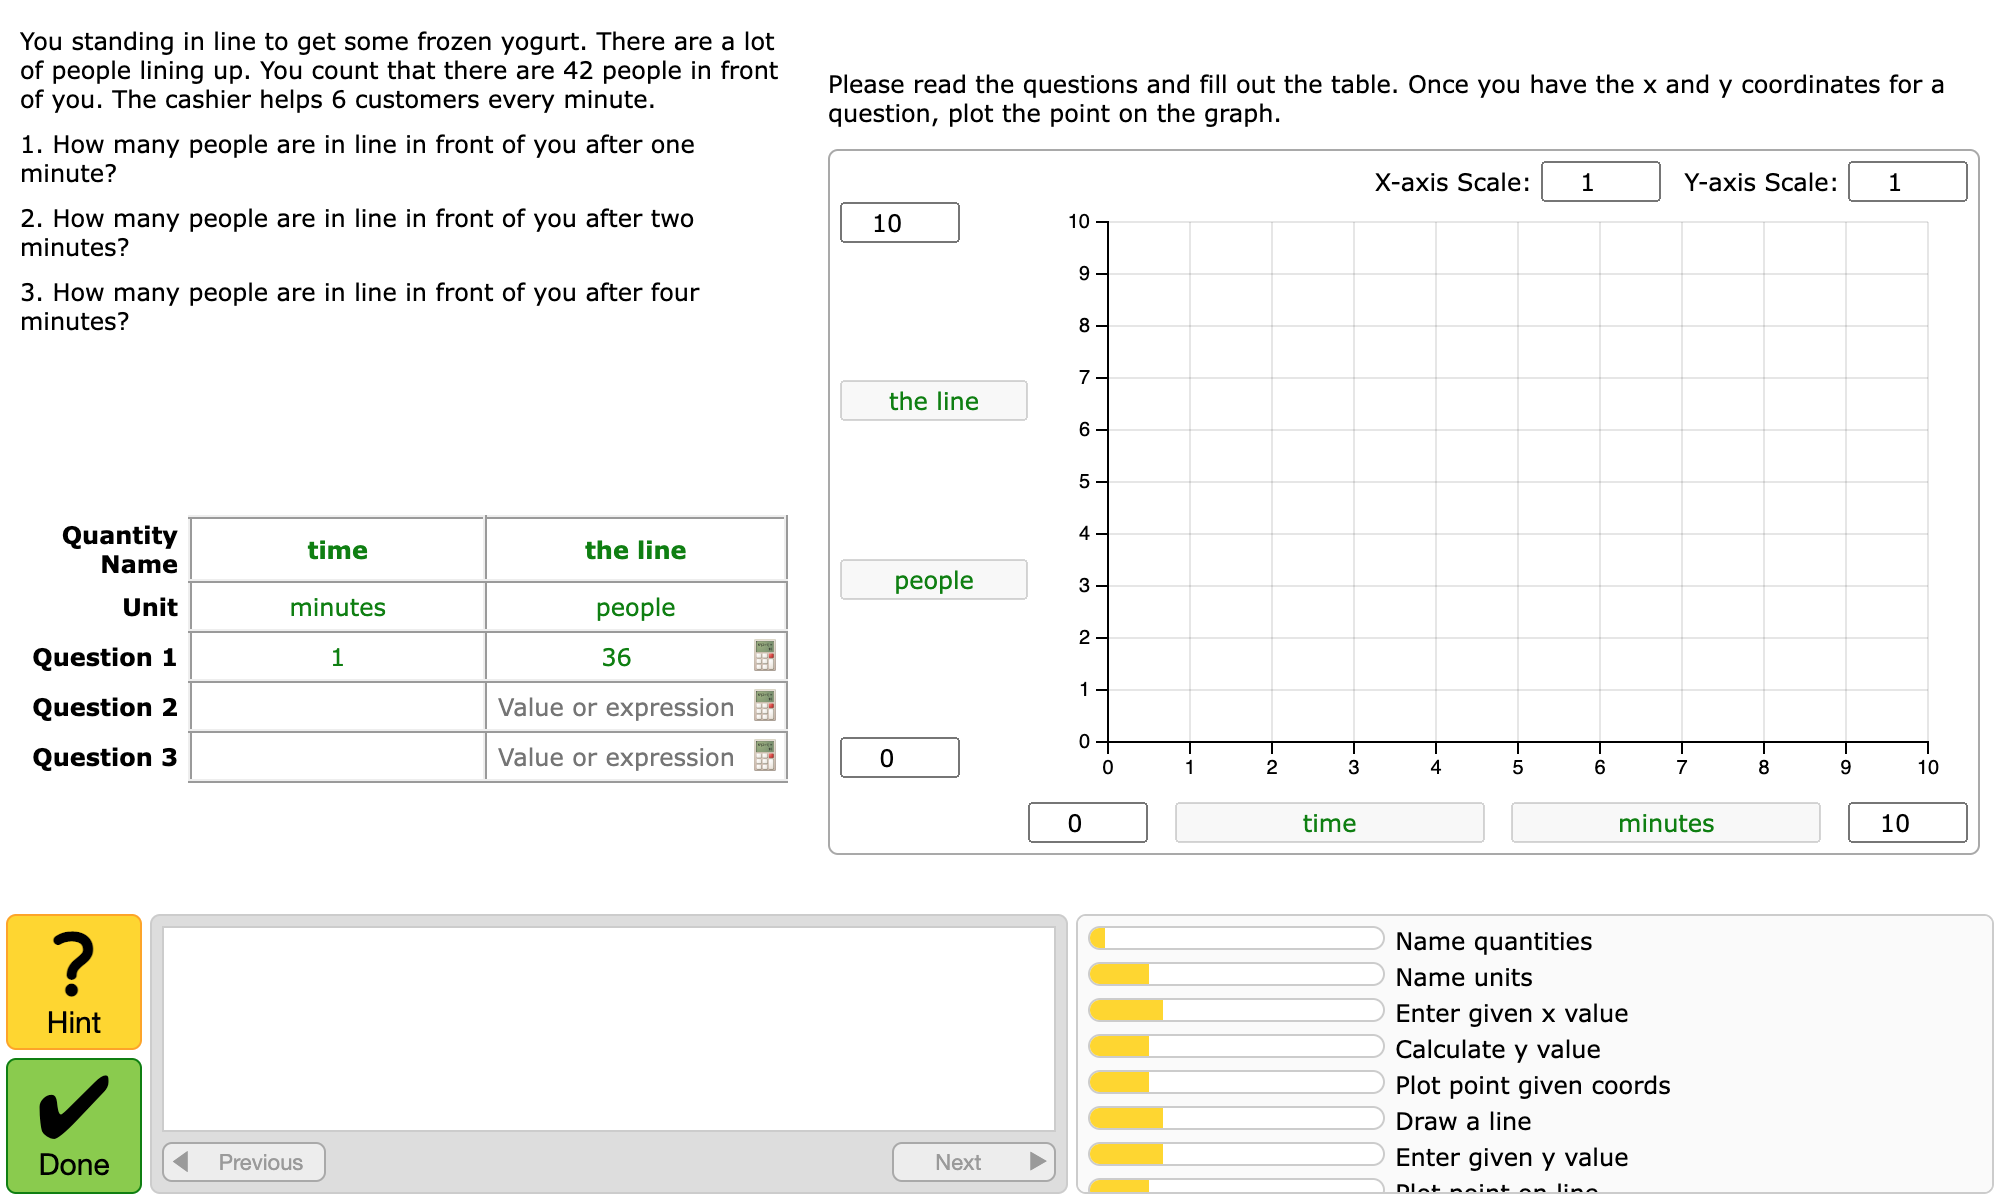 You standing in line to get some frozen yogurt. There are a lot
of people lining up. You count that there are 42 people in front
of you. The cashier helps 6 customers every minute.
1. How many people are in line in front of you after one
minute?
2. How many people are in line in front of you after two
minutes?
3. How many people are in line in front of you after four
minutes?
Quantity Name time the line
Unit minutes people
Question 1 1 36
Question 2 Value or expression
Question 3 Value or expression
Please read the questions and fill out the table. Once you have the x and y coordinates for a
question, plot the point on the graph.
X-axis Scale: 1 Y-axis Scale: 1
10
the line
people
0
10
9
8
7
6
5
4
3
2
1
0
0 1 2 3 4 5 6 7 8 9 10
0 time minutes 10
? Hint
Done
Previous Next
Name quantities
Name units
Enter given x value
Calculate y value
Plot point given coords
Draw a line
Enter given y value
Plot point on line